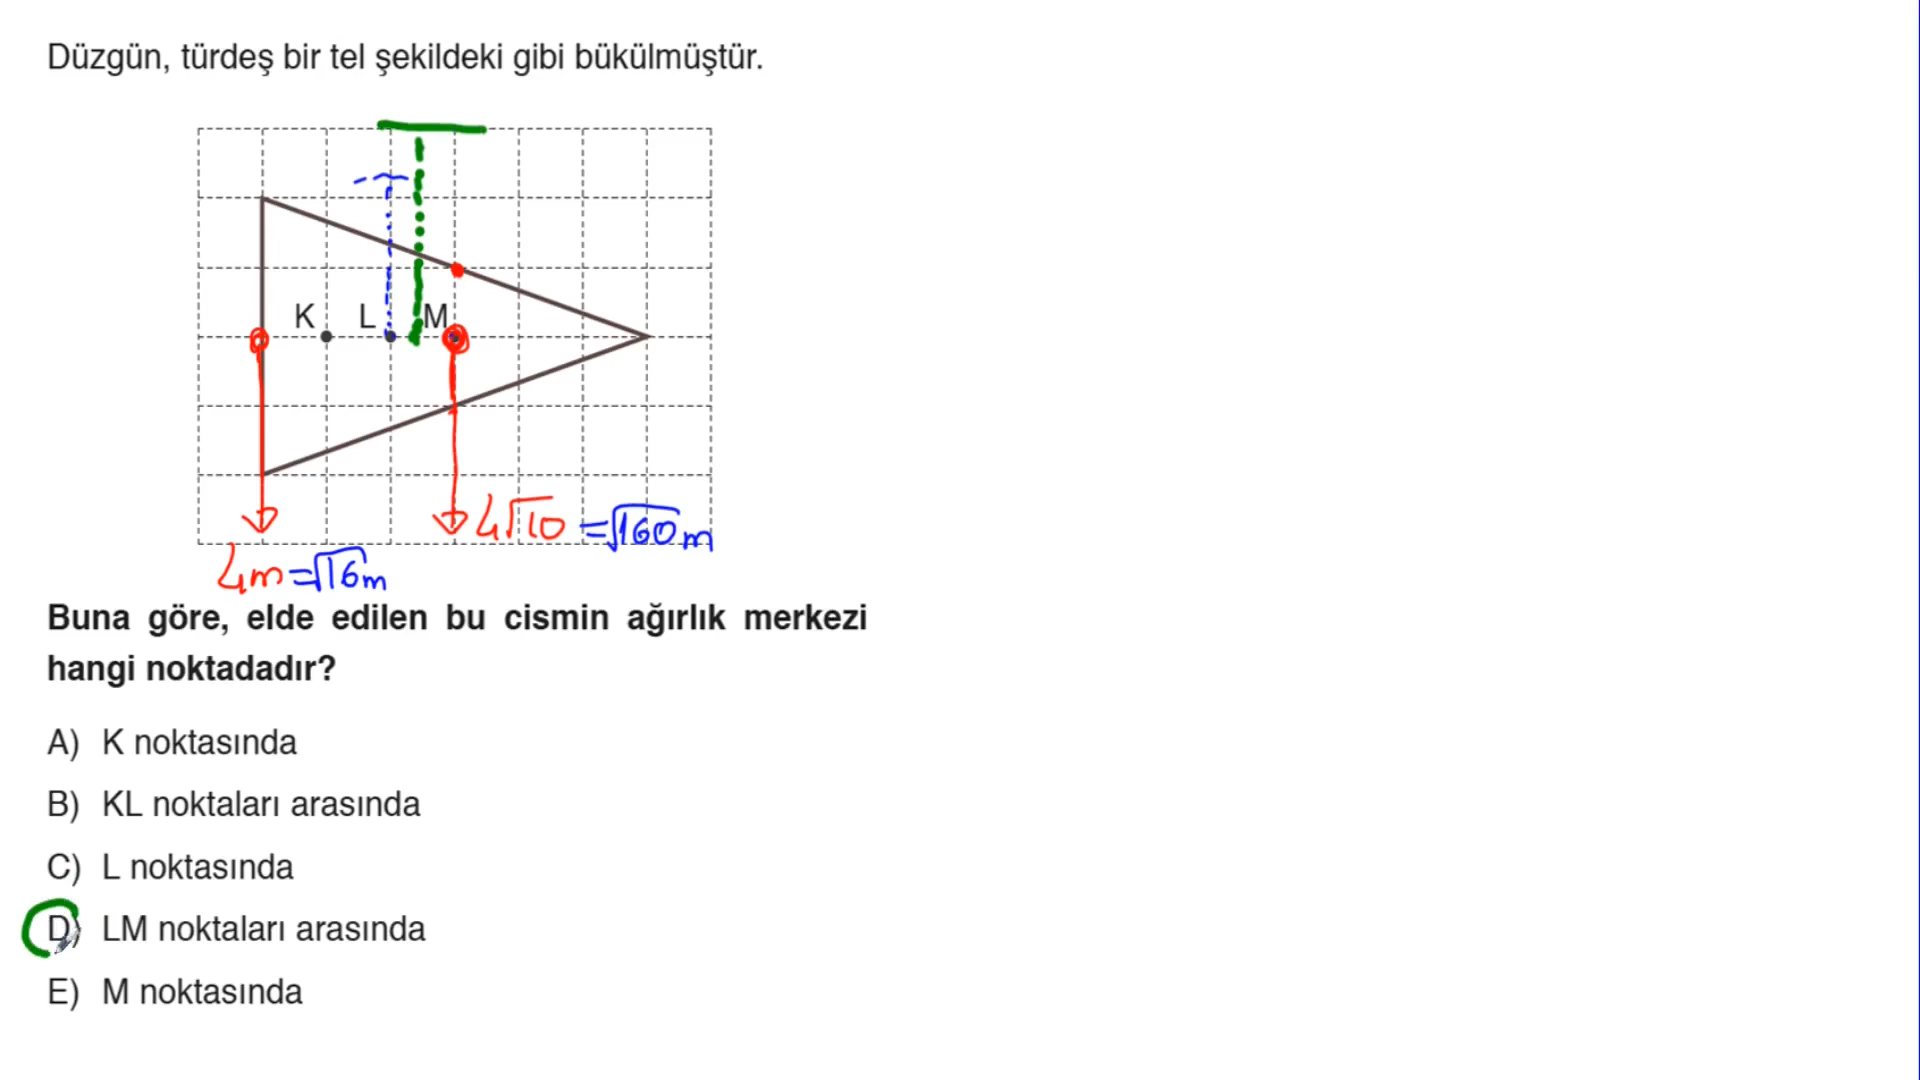 Düzgün, türdeş bir tel şekildeki gibi bükülmüştür.
K L M
4√10 =√160 m
4m=√16m
Buna göre, elde edilen bu cismin ağırlık merkezi
hangi noktadadır?
A) K noktasında
B) KL noktaları arasında
C) L noktasında
D) LM noktaları arasında
E) M noktasında